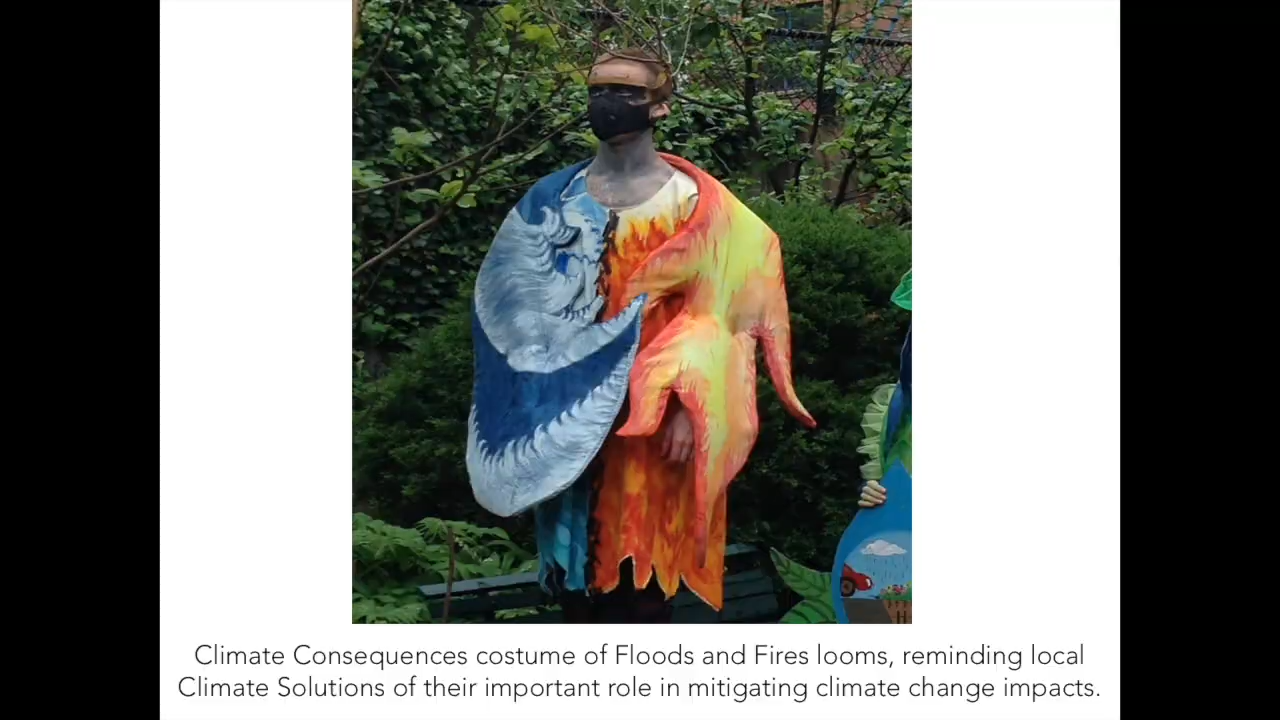 Climate Consequences costume of Floods and Fires looms, reminding local
Climate Solutions of their important role in mitigating climate change impacts.